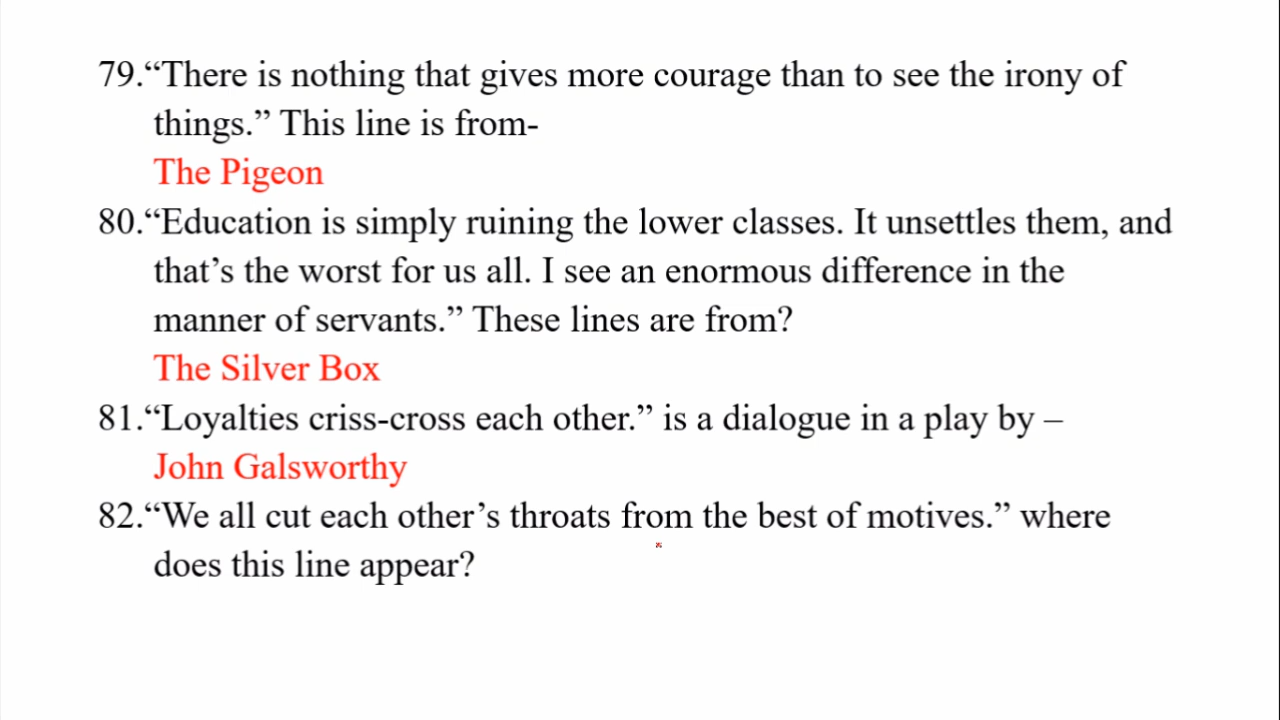 79.“There is nothing that gives more courage than to see the irony of
things.” This line is from-
The Pigeon
80.“Education is simply ruining the lower classes. It unsettles them, and
that’s the worst for us all. I see an enormous difference in the
manner of servants.” These lines are from?
The Silver Box
81.“Loyalties criss-cross each other.” is a dialogue in a play by –
John Galsworthy
82.“We all cut each other’s throats from the best of motives.” where
does this line appear?